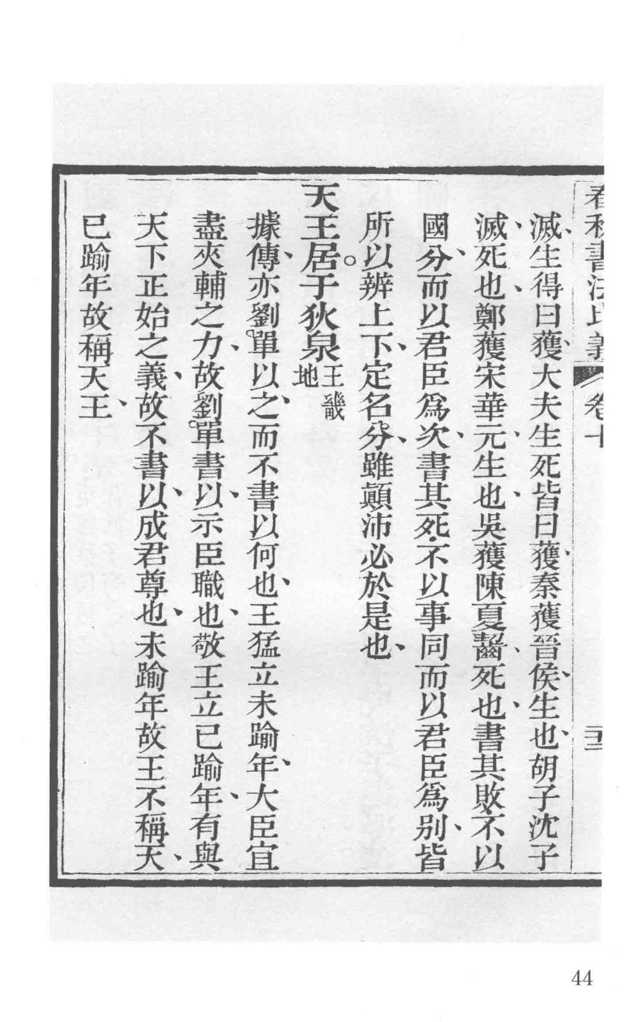 春秋書法比義 卷十 二十二
滅、生得曰獲、大夫生死皆曰獲、秦獲晉侯、生也、胡子沈子
滅、死也、鄭獲宋華元、生也、吳獲陳夏齧、死也、書其敗、不以
國分、而以君臣爲次、書其死、不以事同、而以君臣爲别、皆
所以辨上下、定名分、雖顚沛必於是也、
天王居于狄泉。王畿地
據傳、亦劉單以之、而不書以、何也、王猛立未踰年、大臣宜
盡夾輔之力、故劉單書以、示臣職也、敬王立已踰年、有與
天下正始之義、故不書以、成君尊也、未踰年故王不稱天、
已踰年故稱天王、
44